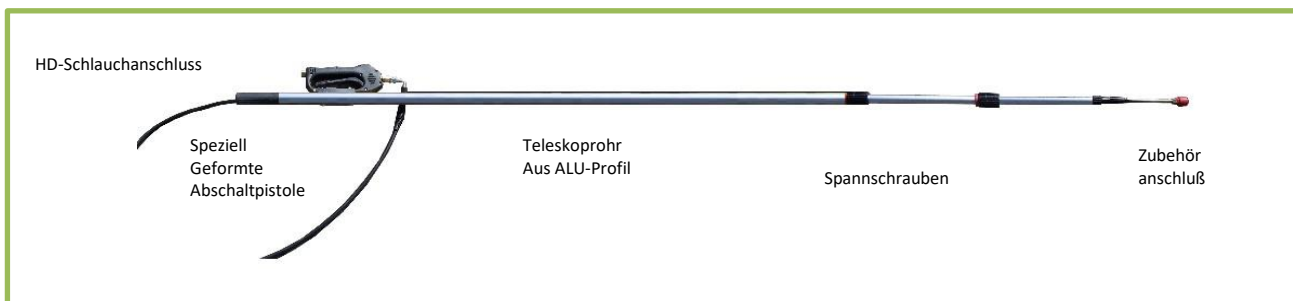 HD-Schlauchanschluss
Speziell
Geformte
Abschaltpistole
Teleskoprohr
Aus ALU-Profil
Spannschrauben
Zubehör
anschluß